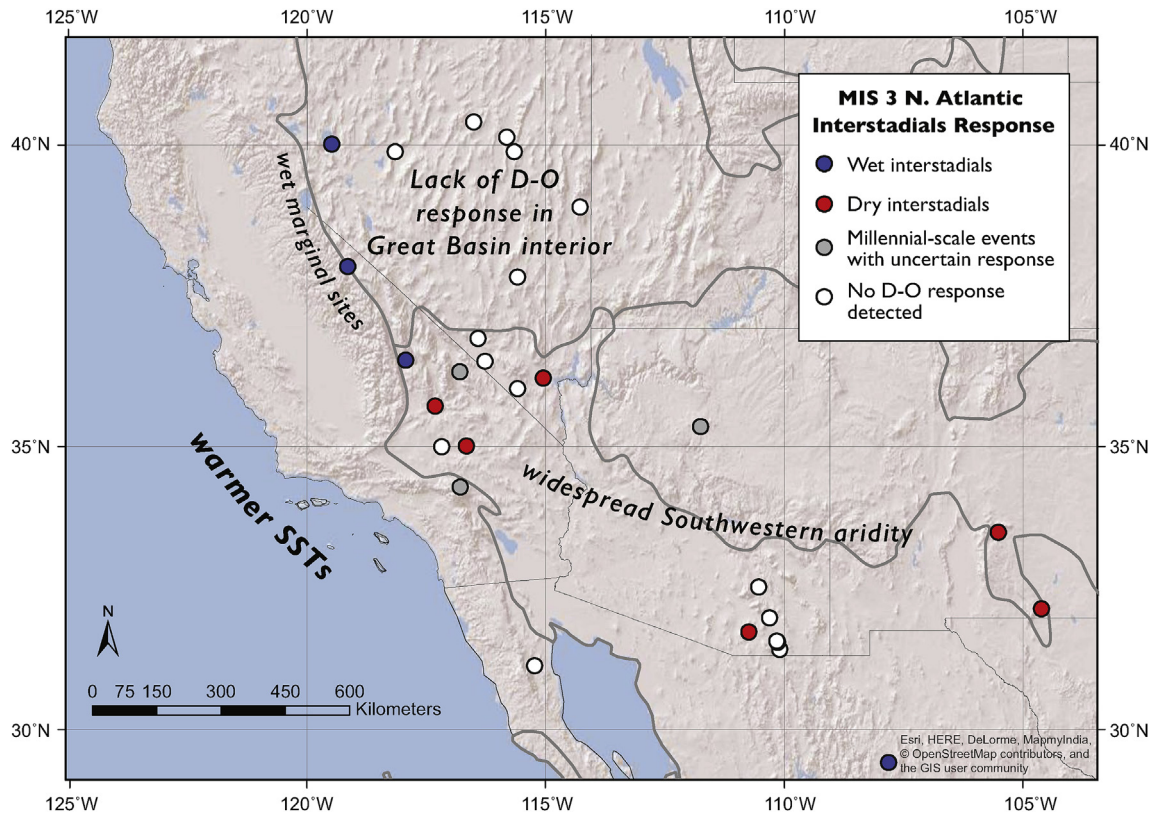 125°W 120°W 115°W 110°W 105°W
MIS 3 N. Atlantic
Interstadials Response
Wet interstadials
Dry interstadials
Millennial-scale events
with uncertain response
No D-O response
detected
40°N 40°N
Lack of D-O
response in
Great Basin interior
wet marginal sites
35°N 35°N
warmer SSTs
widespread Southwestern aridity
N
0 75 150 300 450 600
Kilometers
30°N 30°N
Esri, HERE, DeLorme, MapmyIndia,
© OpenStreetMap contributors, and
the GIS user community
125°W 120°W 115°W 110°W 105°W